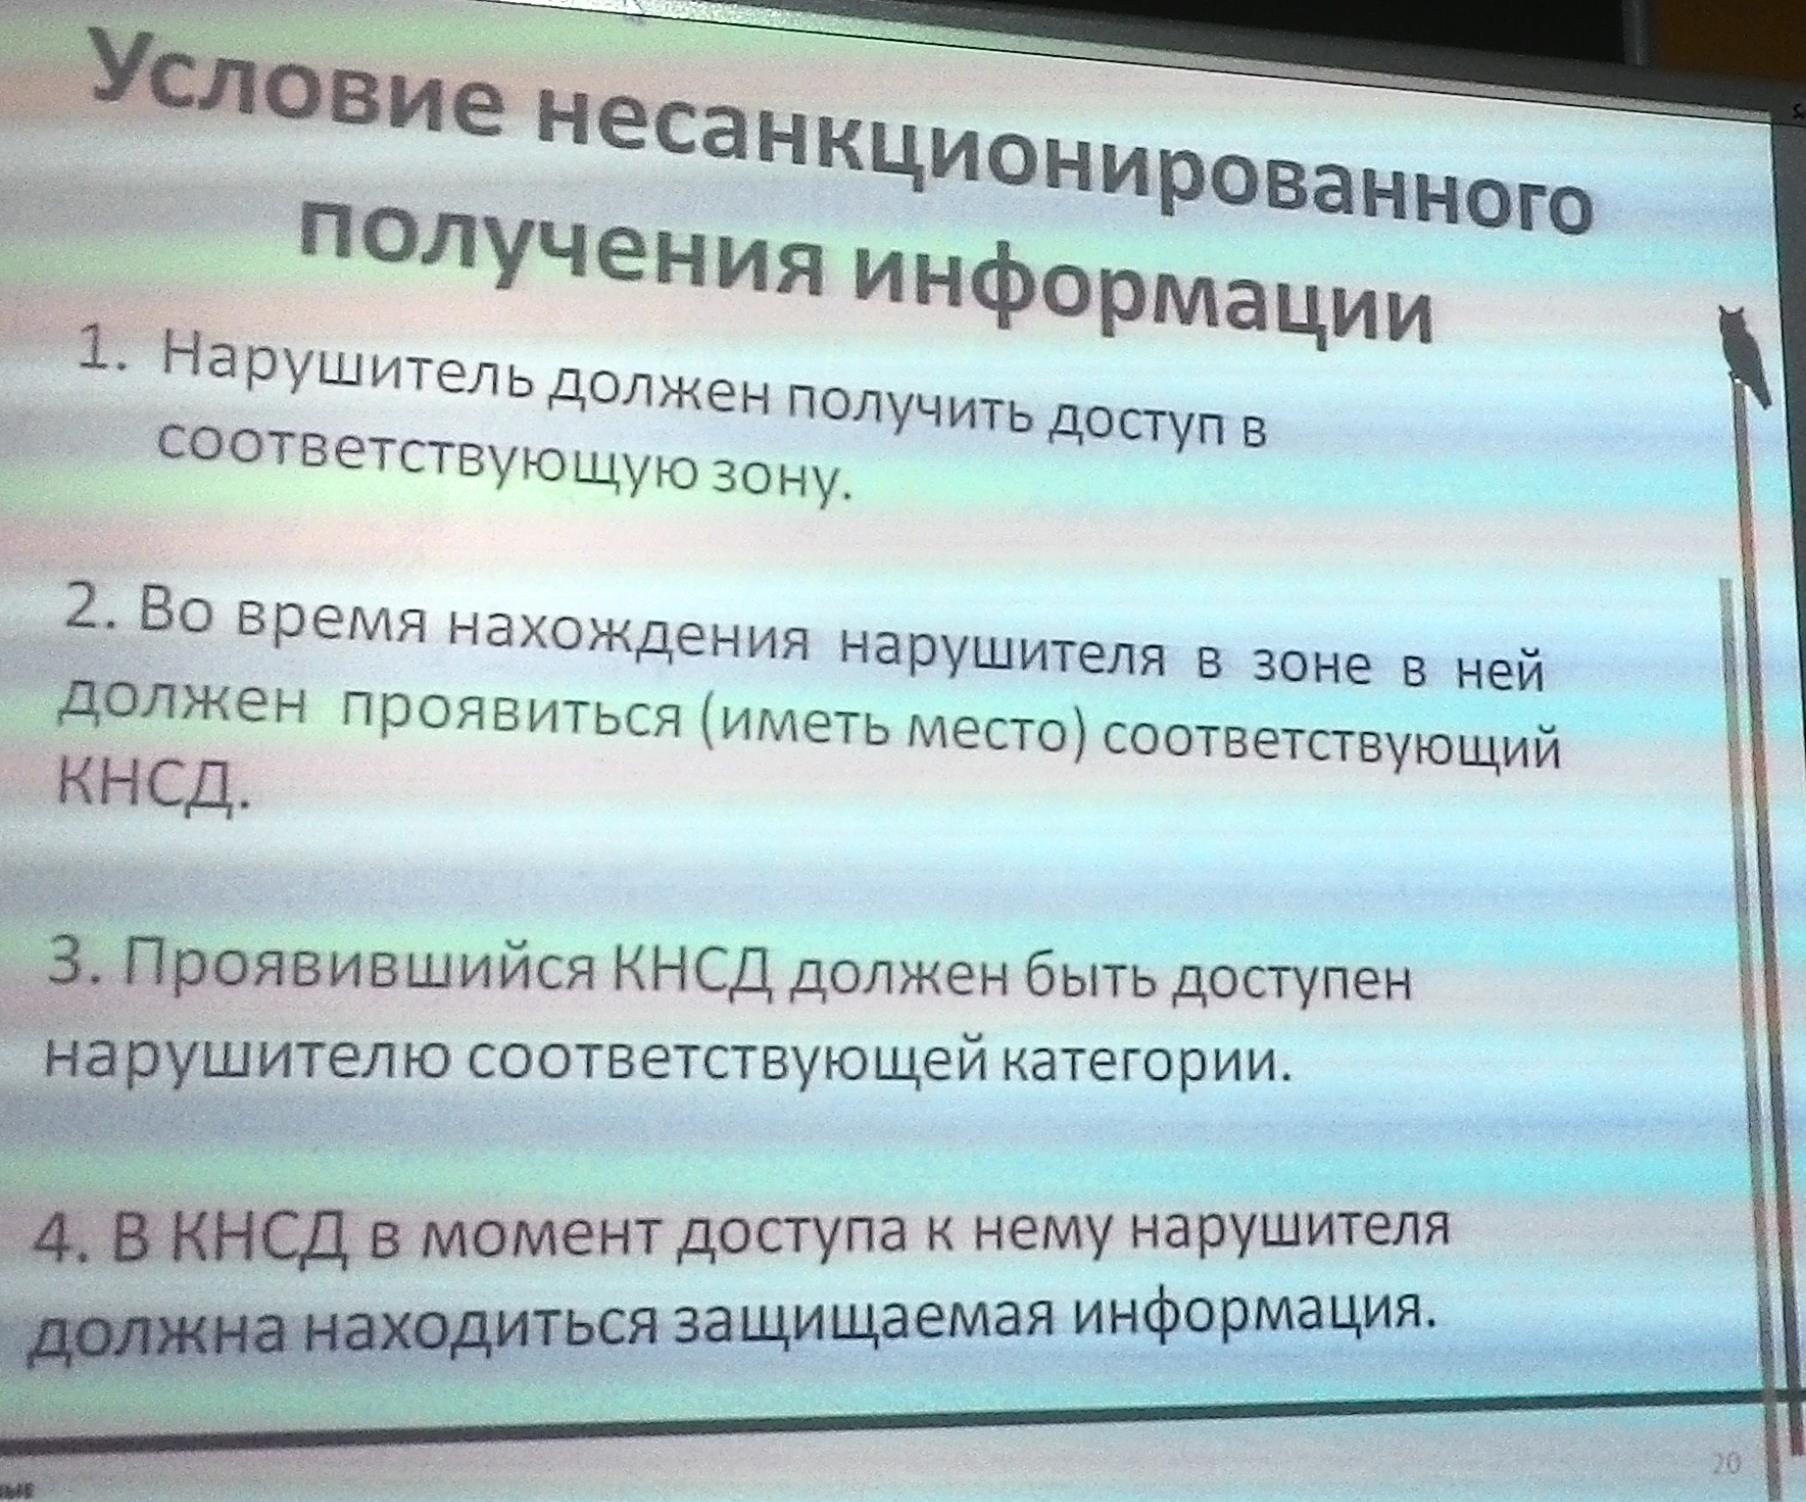 Условие несанкционированного
получения информации
1. Нарушитель должен получить доступ в
соответствующую зону.
2. Во время нахождения нарушителя в зоне в ней
должен проявиться (иметь место) соответствующий
КНСД.
3. Проявившийся КНСД должен быть доступен
нарушителю соответствующей категории.
4. В КНСД в момент доступа к нему нарушителя
должна находиться защищаемая информация.
20